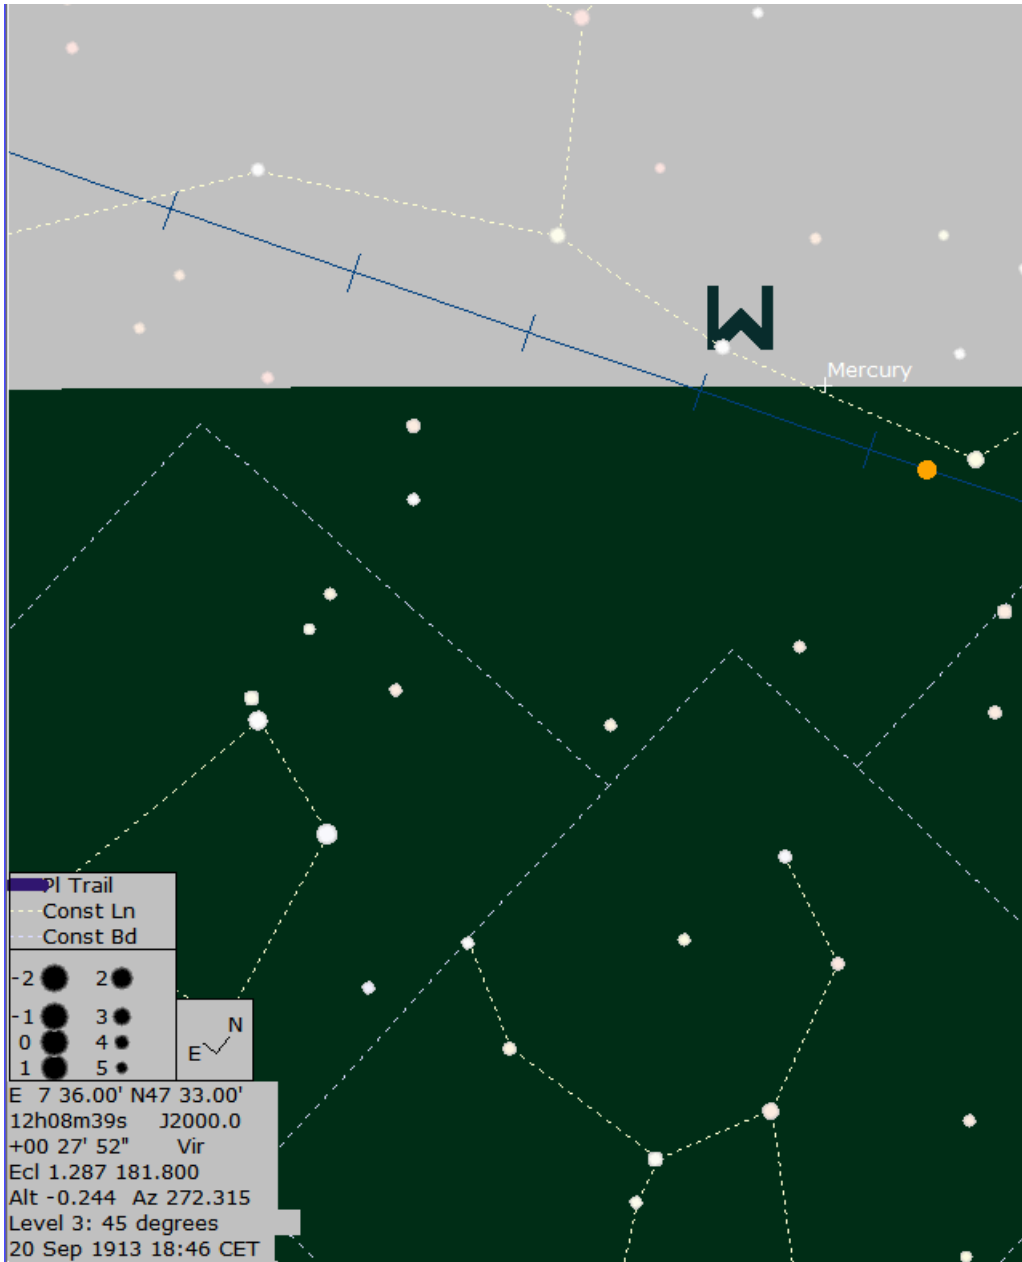 W
Mercury
Pl Trail
Const Ln
Const Bd
-2 2
-1 3
0 4
1 5
N
E
E 7 36.00' N47 33.00'
12h08m39s J2000.0
+00 27' 52" Vir
Ecl 1.287 181.800
Alt -0.244 Az 272.315
Level 3: 45 degrees
20 Sep 1913 18:46 CET